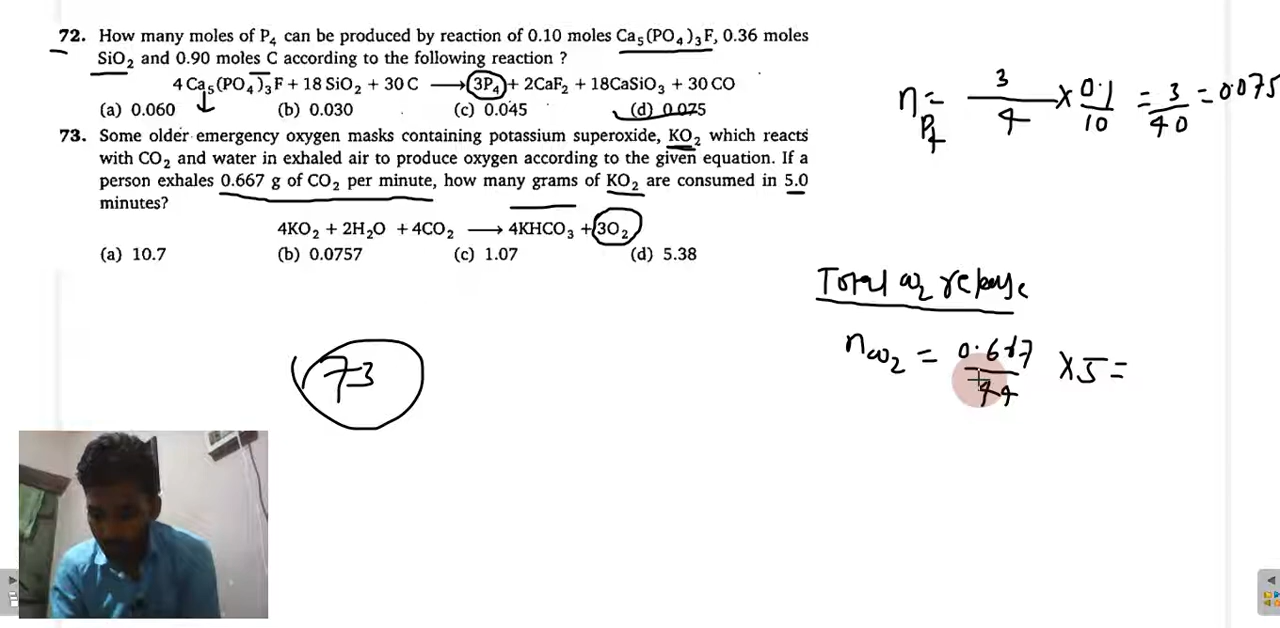 72. How many moles of P₄ can be produced by reaction of 0.10 moles Ca₅(PO₄)₃F, 0.36 moles
SiO₂ and 0.90 moles C according to the following reaction ?
4 Ca₅(PO₄)₃F + 18 SiO₂ + 30 C ⟶ 3P₄ + 2CaF₂ + 18CaSiO₃ + 30 CO
(a) 0.060 (b) 0.030 (c) 0.045 (d) 0.075
73. Some older emergency oxygen masks containing potassium superoxide, KO₂ which reacts
with CO₂ and water in exhaled air to produce oxygen according to the given equation. If a
person exhales 0.667 g of CO₂ per minute, how many grams of KO₂ are consumed in 5.0
minutes?
4KO₂ + 2H₂O + 4CO₂ ⟶ 4KHCO₃ + 3O₂
(a) 10.7 (b) 0.0757 (c) 1.07 (d) 5.38
n P₄ = 3/4 × 0.1/10 = 3/40 = 0.075
Total
nCO₂ = 0.667/44 × 5 =
73